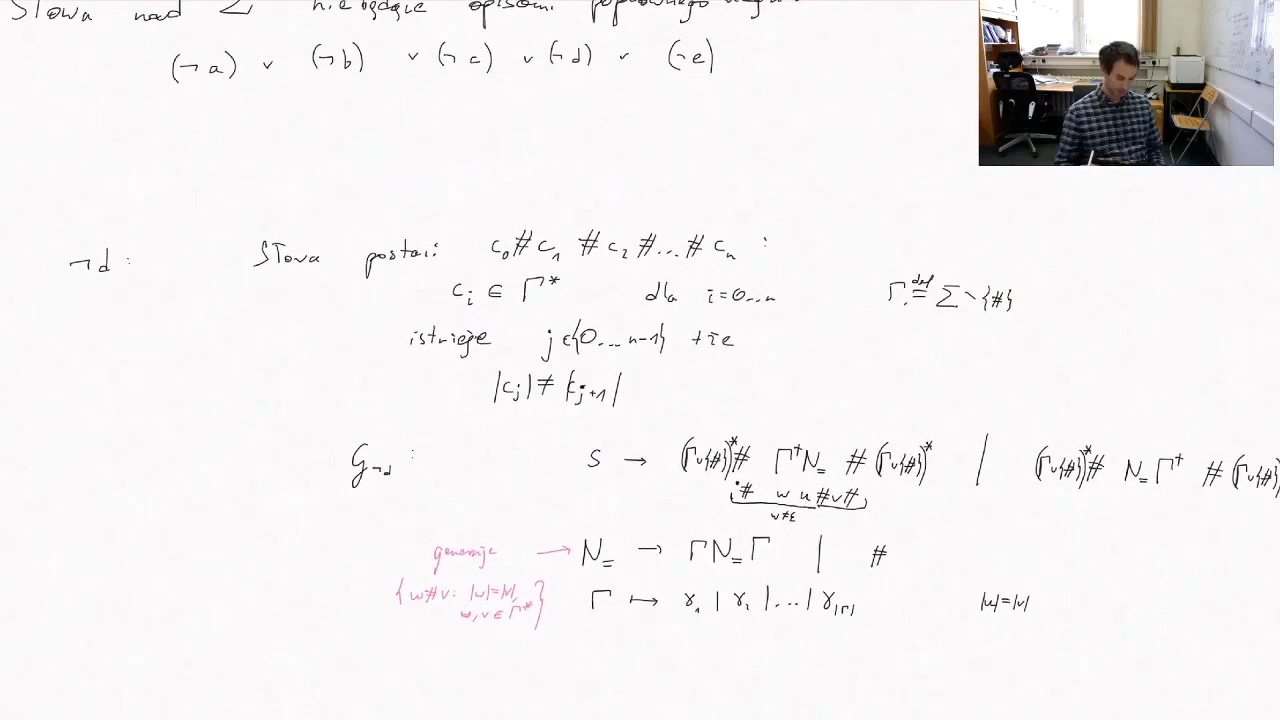 Słowa nad Σ nie będące opisami poprawnego
(¬a) ∨ (¬b) ∨ (¬c) ∨ (¬d) ∨ (¬e)
¬d : Słowa postaci c₀#c₁ # c₂ #...# cₙ :
cᵢ ∈ Γ* dla i=0...n Γ ≝ Σ∖{#}
istnieje j∈{0...n-1} że
|cⱼ| ≠ |cⱼ₊₁|
G¬d : S → (Γ∪{#})*# Γ⁺N₌ #(Γ∪{#})* | (Γ∪{#})*# N₌Γ⁺ #(Γ∪{#})
# w u #v#
w≠ε
generuje → N₌ → ΓN₌Γ | #
{w#v: |w|=|v|, w,v∈Γ*} Γ ↦ γ₁ | γ₂ |...| γ|Γ| |u|=|v|